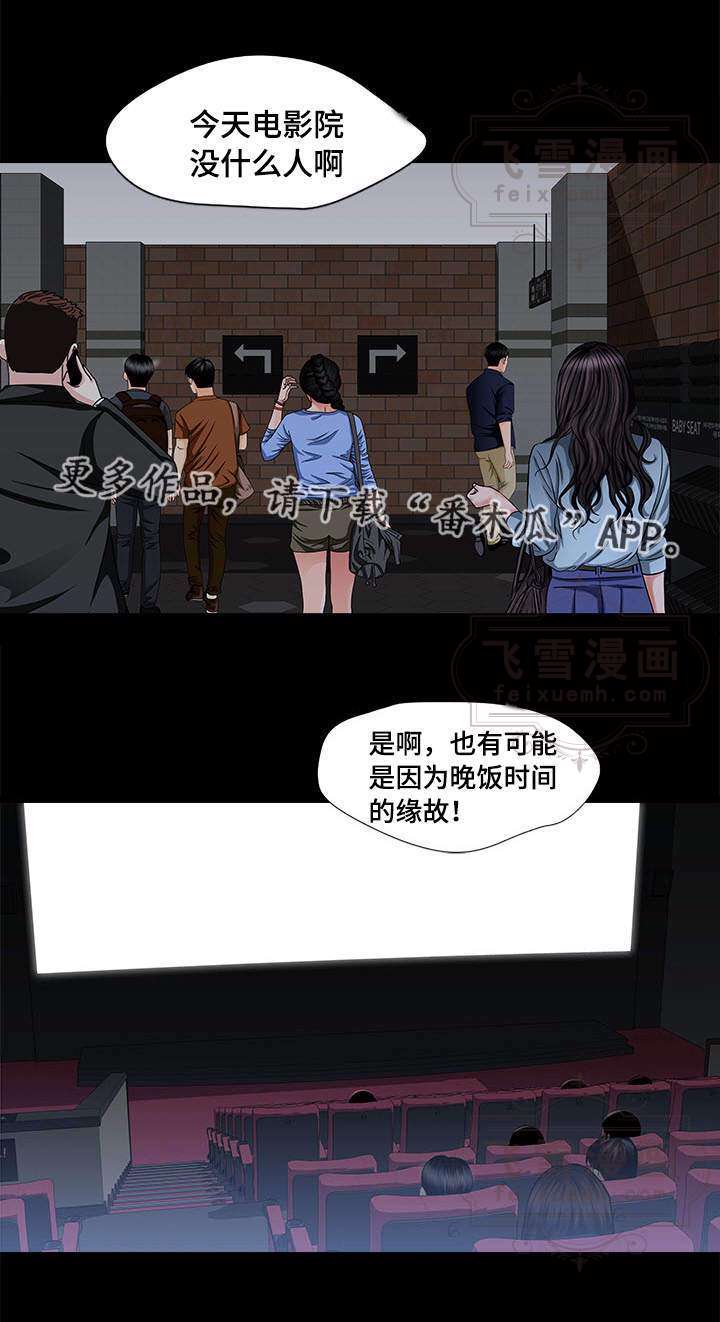 今天电影院
没什么人啊
飞雪漫画
feixuemh.com
BABY SEAT
更多作品，请下载“番木瓜”APP。
飞雪漫画
feixuemh.com
是啊，也有可能
是因为晚饭时间
的缘故！